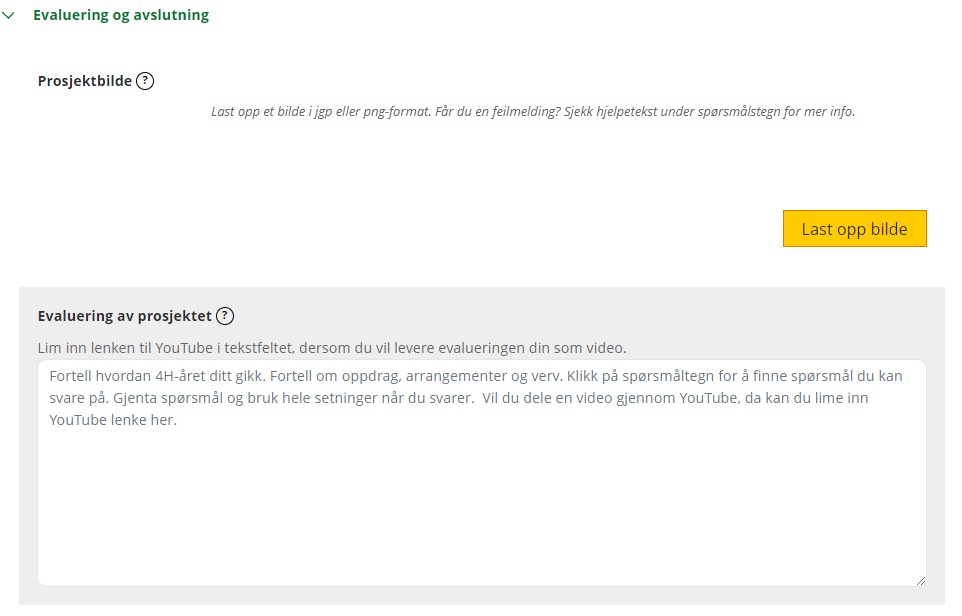 Evaluering og avslutning
Prosjektbilde ?
Last opp et bilde i jgp eller png-format. Får du en feilmelding? Sjekk hjelpetekst under spørsmålstegn for mer info.
Last opp bilde
Evaluering av prosjektet ?
Lim inn lenken til YouTube i tekstfeltet, dersom du vil levere evalueringen din som video.
Fortell hvordan 4H-året ditt gikk. Fortell om oppdrag, arrangementer og verv. Klikk på spørsmåltegn for å finne spørsmål du kan
svare på. Gjenta spørsmål og bruk hele setninger når du svarer.  Vil du dele en video gjennom YouTube, da kan du lime inn
YouTube lenke her.